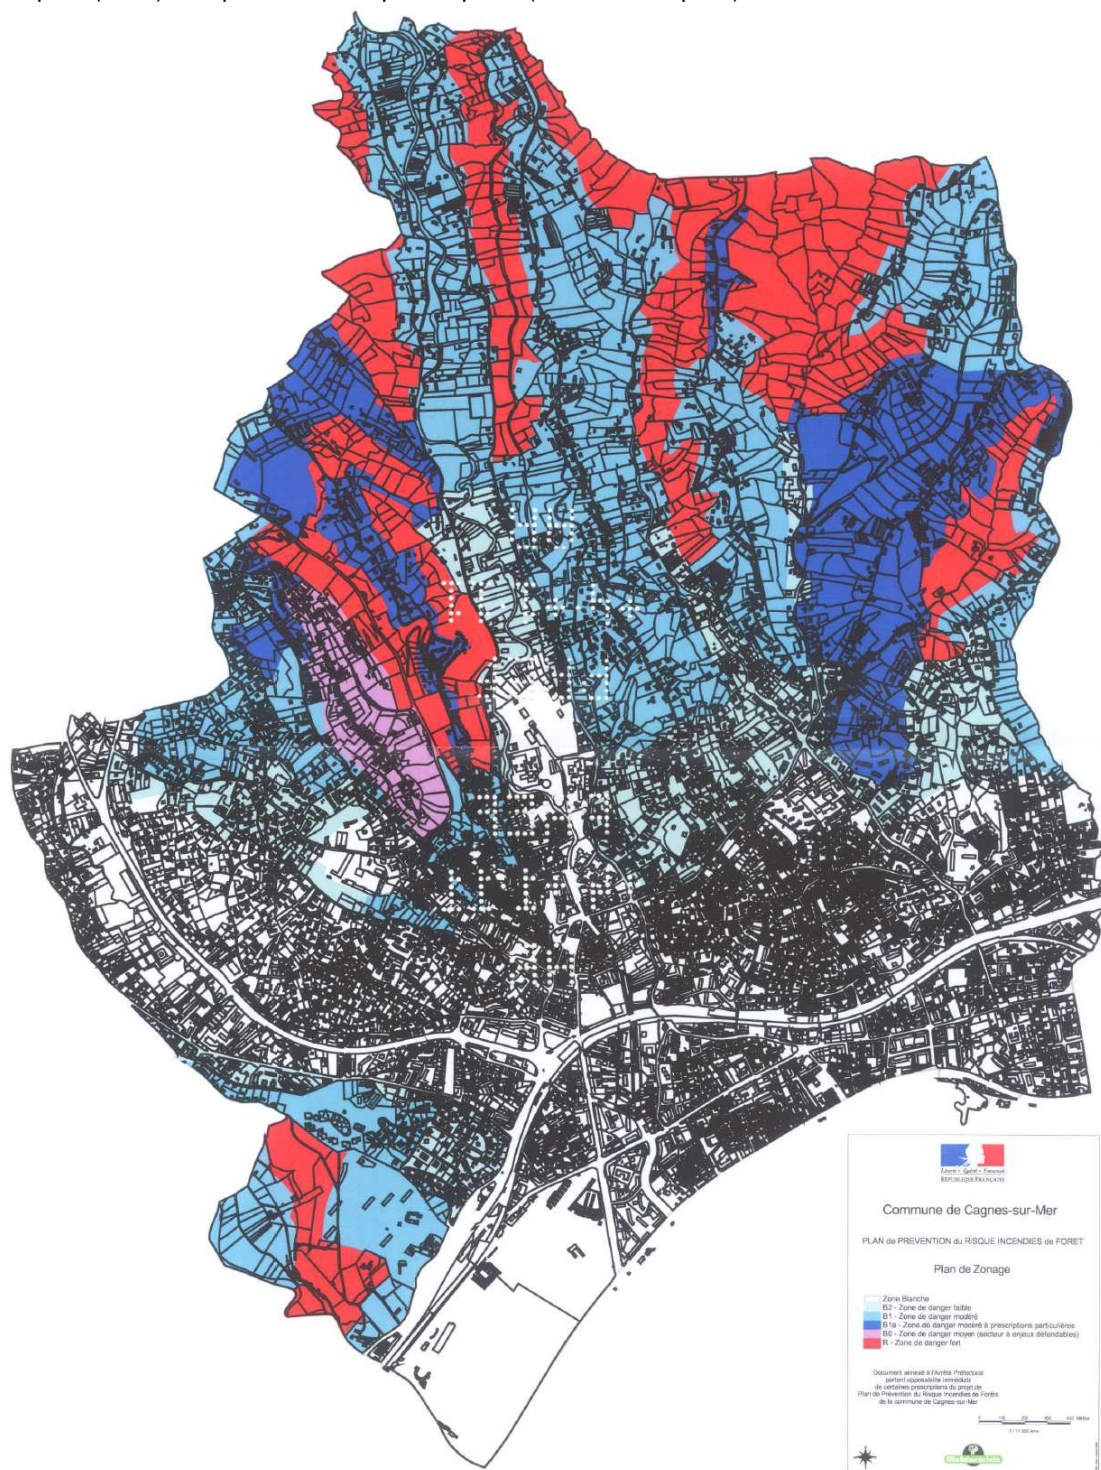 Liberté • Égalité • Fraternité
RÉPUBLIQUE FRANÇAISE
Commune de Cagnes-sur-Mer
PLAN de PREVENTION du RISQUE INCENDIES de FORET
Plan de Zonage
Zone Blanche
B2 - Zone de danger faible
B1 - Zone de danger modéré
B1a - Zone de danger modéré à prescriptions particulières
B0 - Zone de danger moyen (secteur à enjeux défendables)
R - Zone de danger fort
Document annexé à l'Arrêté Préfectoral
portant opposabilité immédiate
de certaines prescriptions du projet de
Plan de Prévention du Risque Incendies de Forêts
de la commune de Cagnes-sur-Mer